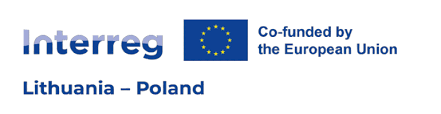 Interreg
Co-funded by
the European Union
Lithuania – Poland